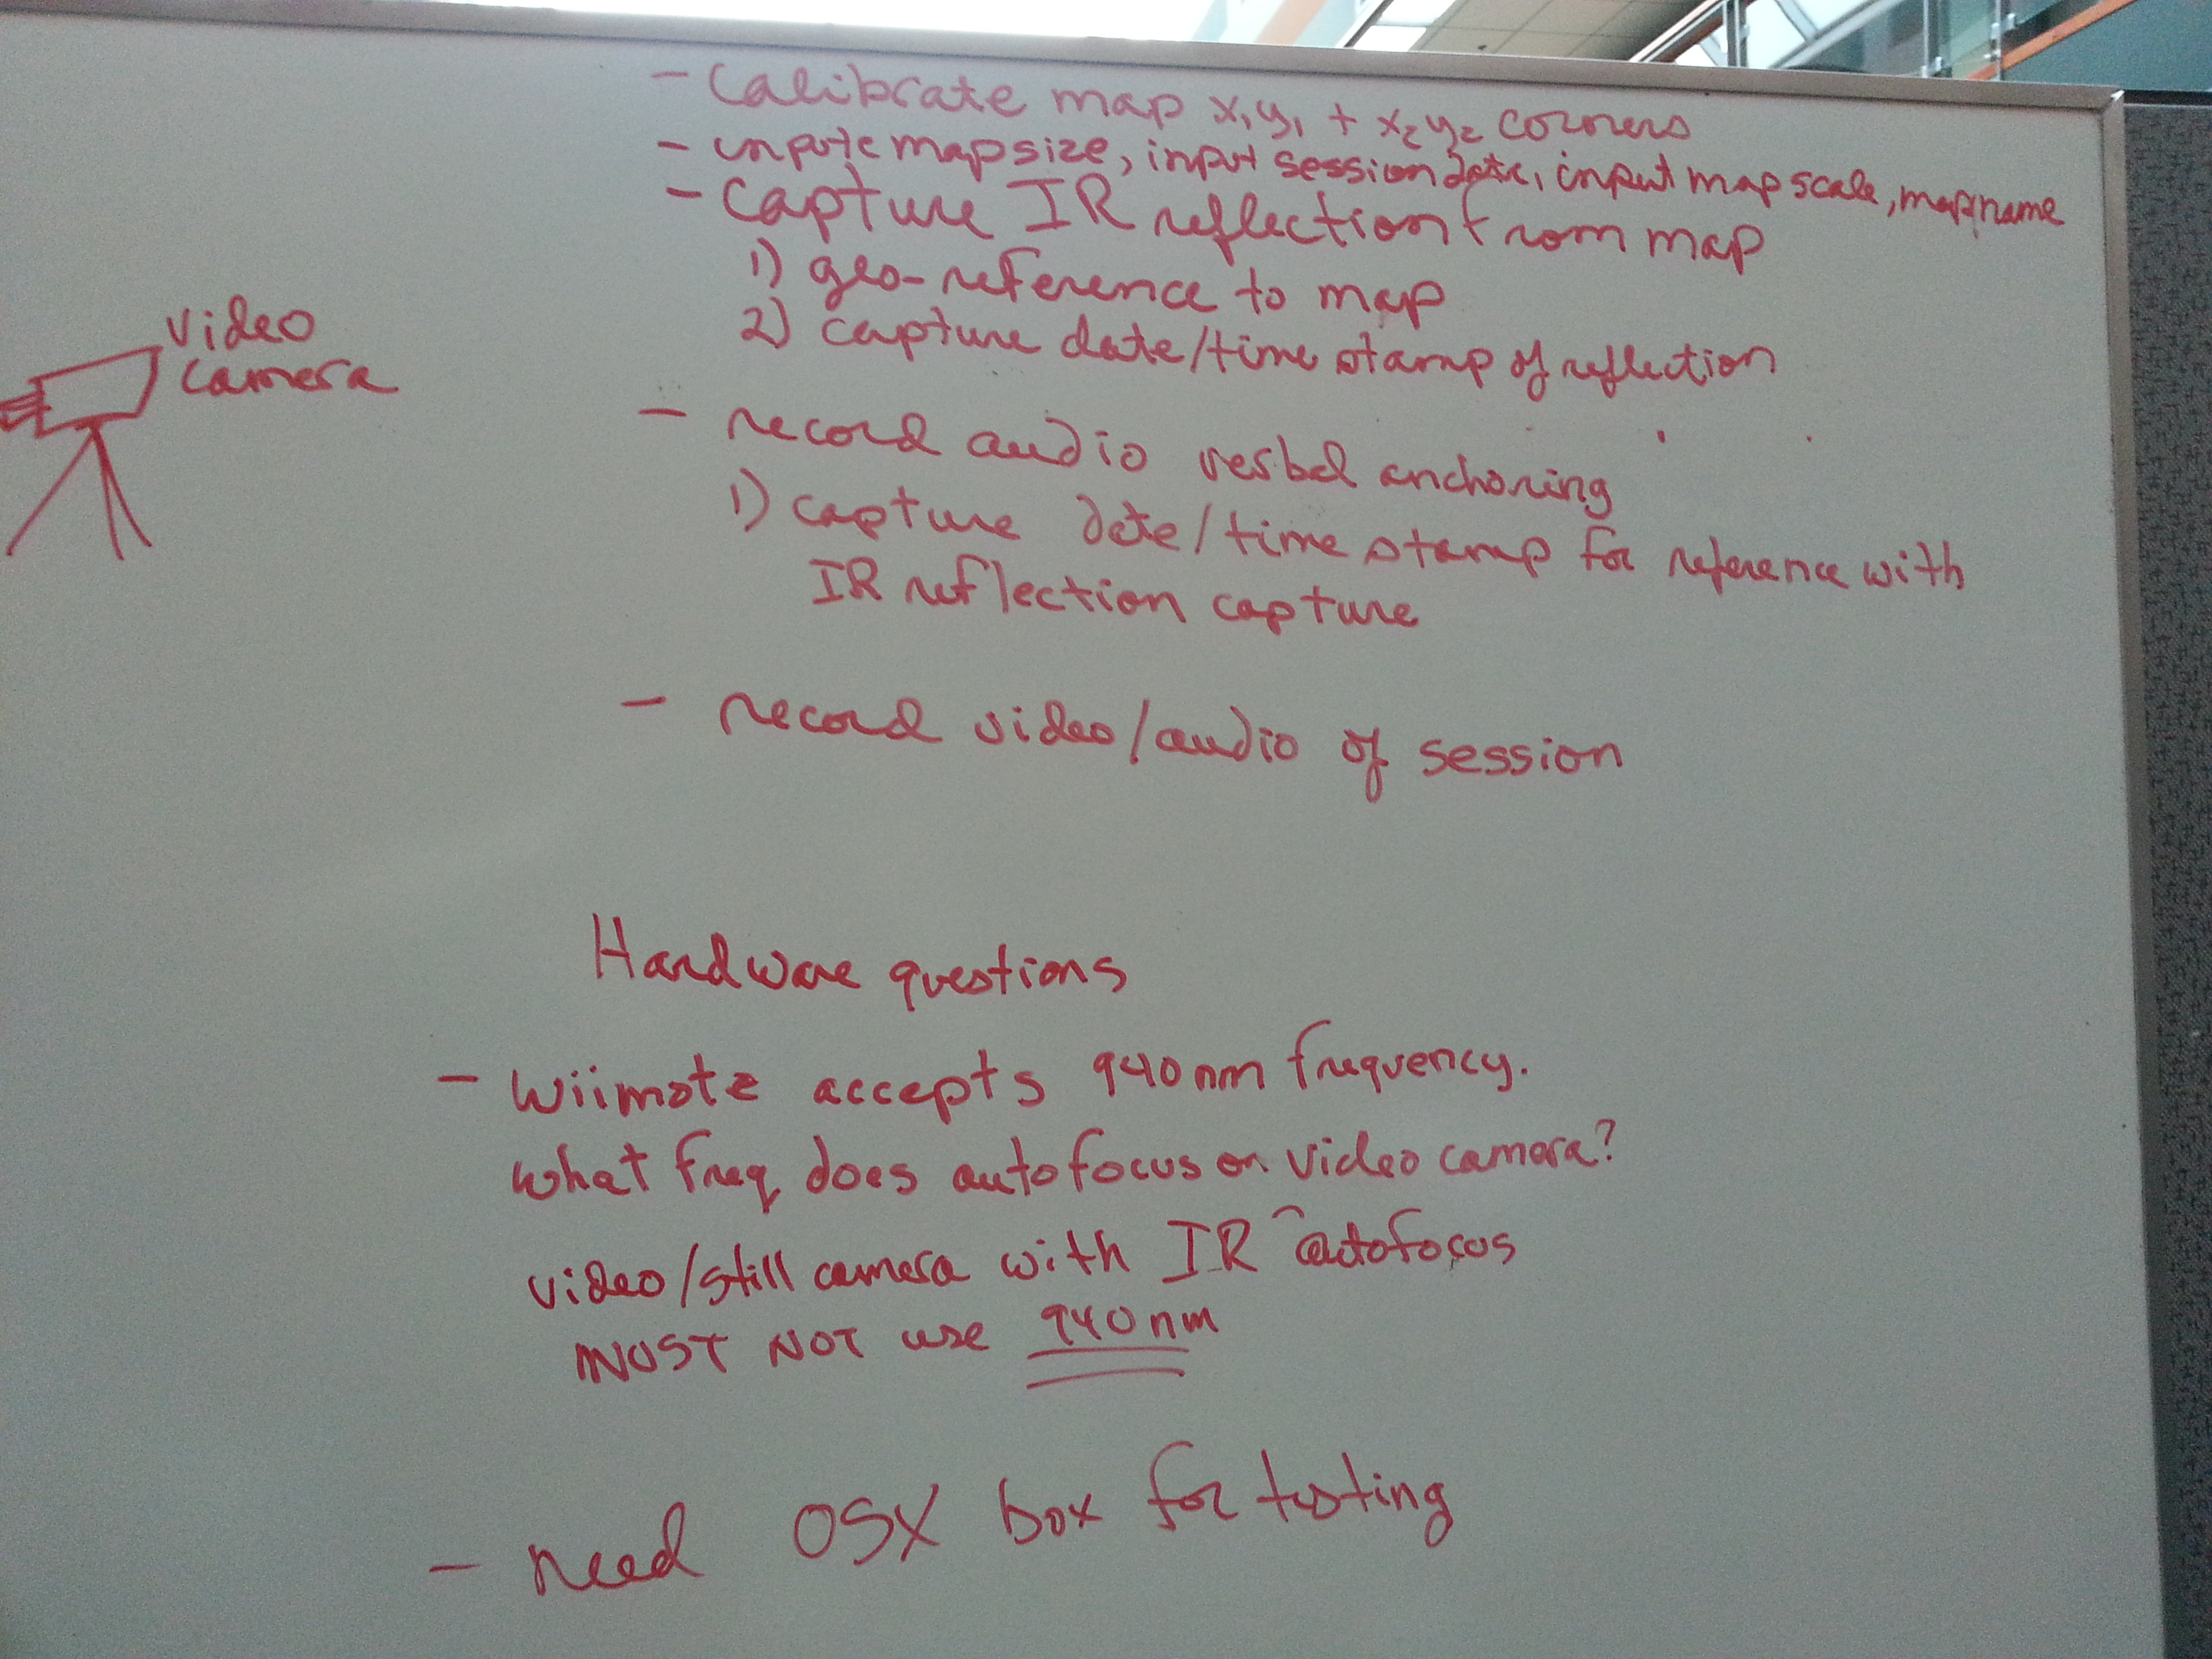 - Calibrate map x₁y₁ + x₂y₂ corners
- input mapsize, input session date, input map scale, mapname
- capture IR reflection from map
1) geo-reference to map
2) capture date/time stamp of reflection
video
camera
- record audio verbal anchoring
1) capture date/time stamp for reference with
IR reflection capture
- record video/audio of session
Hardware questions
- wiimote accepts 940nm frequency.
what freq does autofocus on video camera?
video/still camera with IR autofocus
MUST NOT use 940nm
- need OSX box for testing